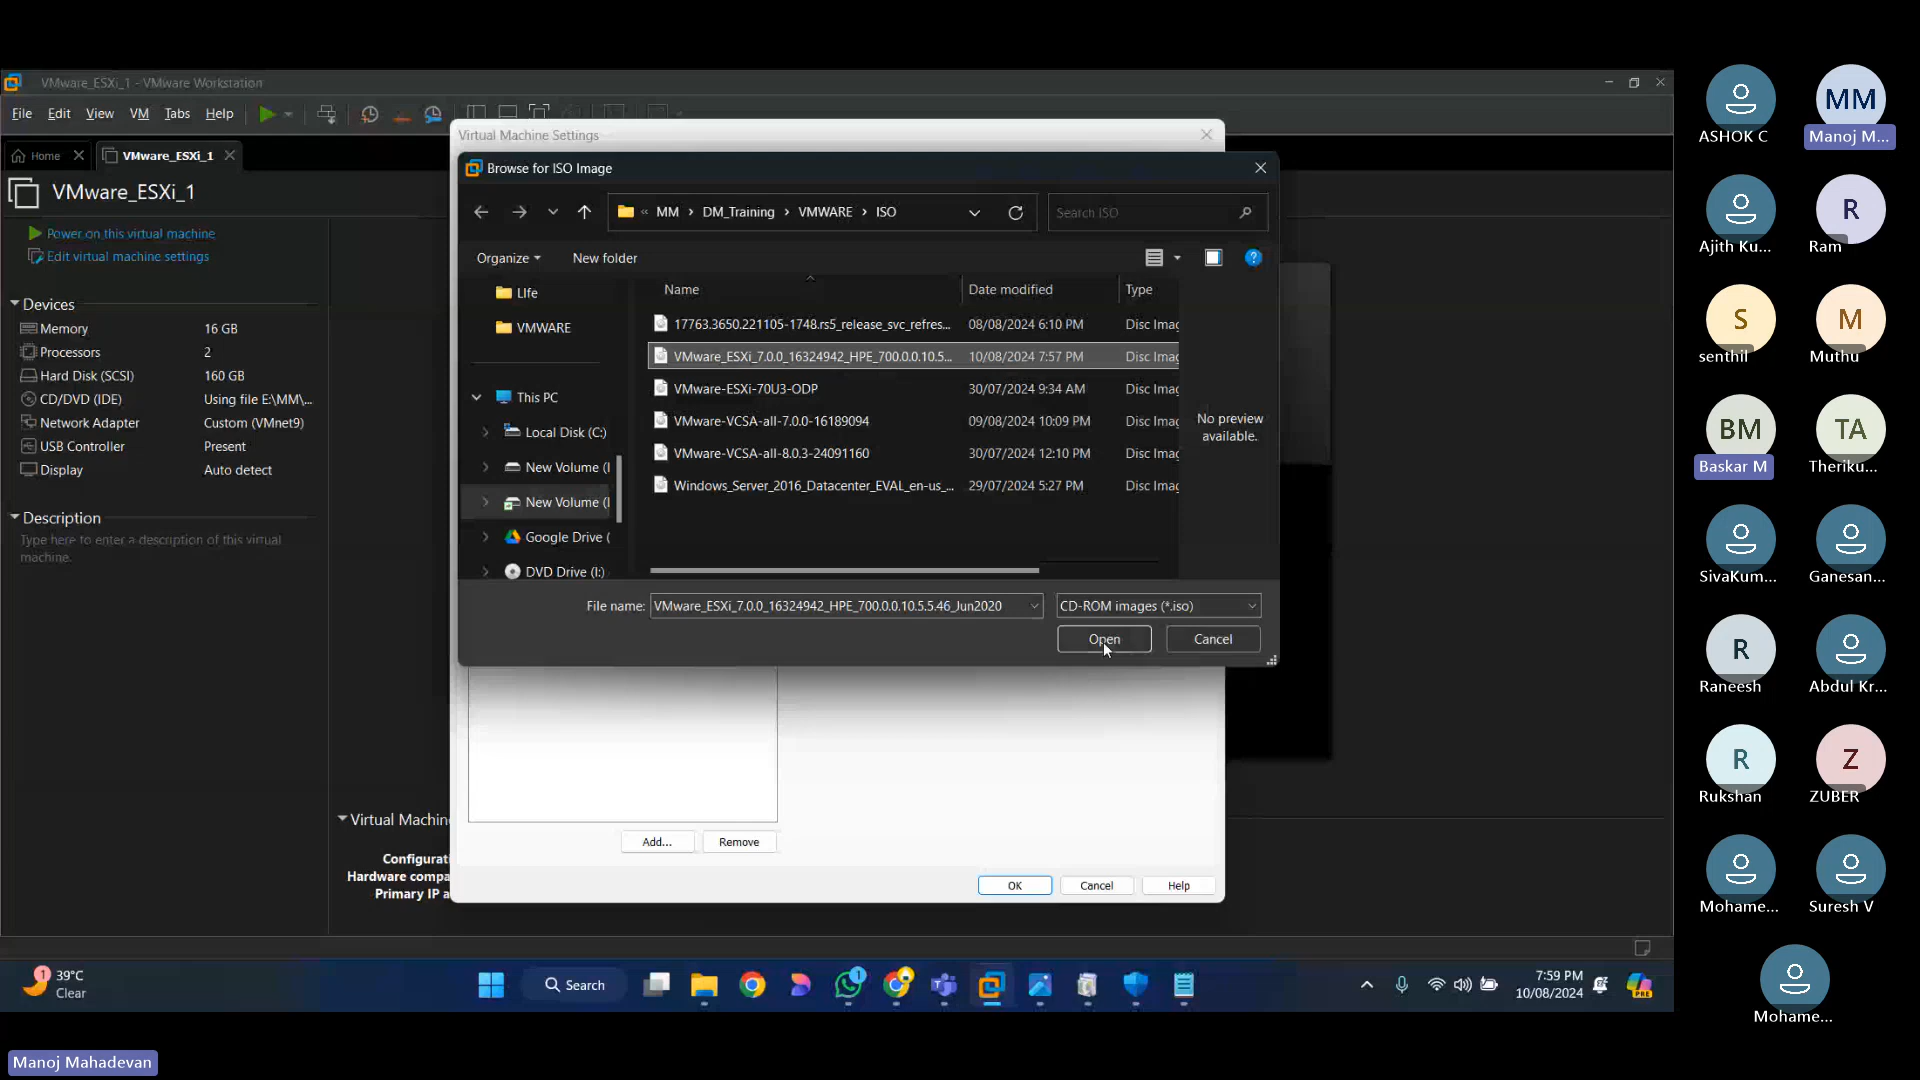 VMware_ESXi_1 - VMware Workstation
File Edit View VM Tabs Help
Home VMware_ESXi_1
VMware_ESXi_1
Power on this virtual machine
Edit virtual machine settings
Devices
Memory 16 GB
Processors 2
Hard Disk (SCSI) 160 GB
CD/DVD (IDE) Using file E:\MM\...
Network Adapter Custom (VMnet9)
USB Controller Present
Display Auto detect
Description
Type here to enter a description of this virtual
machine.
Virtual Machin
Configurati
Hardware compa
Primary IP a
Virtual Machine Settings
Browse for ISO Image
« MM › DM_Training › VMWARE › ISO
Search ISO
Organize New folder
LIfe
VMWARE
This PC
Local Disk (C:)
New Volume (I
New Volume (I
Google Drive (
DVD Drive (I:)
Name Date modified Type
17763.3650.221105-1748.rs5_release_svc_refres... 08/08/2024 6:10 PM Disc Imag
VMware_ESXi_7.0.0_16324942_HPE_700.0.0.10.5... 10/08/2024 7:57 PM Disc Imag
VMware-ESXi-70U3-ODP 30/07/2024 9:34 AM Disc Imag
VMware-VCSA-all-7.0.0-16189094 09/08/2024 10:09 PM Disc Imag
VMware-VCSA-all-8.0.3-24091160 30/07/2024 12:10 PM Disc Imag
Windows_Server_2016_Datacenter_EVAL_en-us_... 29/07/2024 5:27 PM Disc Imag
No preview
available.
File name: VMware_ESXi_7.0.0_16324942_HPE_700.0.0.10.5.5.46_Jun2020 CD-ROM images (*.iso)
Open Cancel
Add... Remove
OK Cancel Help
ASHOK C
MM
Manoj M...
Ajith Ku...
R
Ram
S
senthil
M
Muthu
BM
Baskar M
TA
Theriku...
SivaKum...
Ganesan...
R
Raneesh
Abdul Kr...
R
Rukshan
Z
ZUBER
Mohame...
Suresh V
Mohame...
1
39°C
Clear
Search
1
PRE
7:59 PM
10/08/2024
Manoj Mahadevan